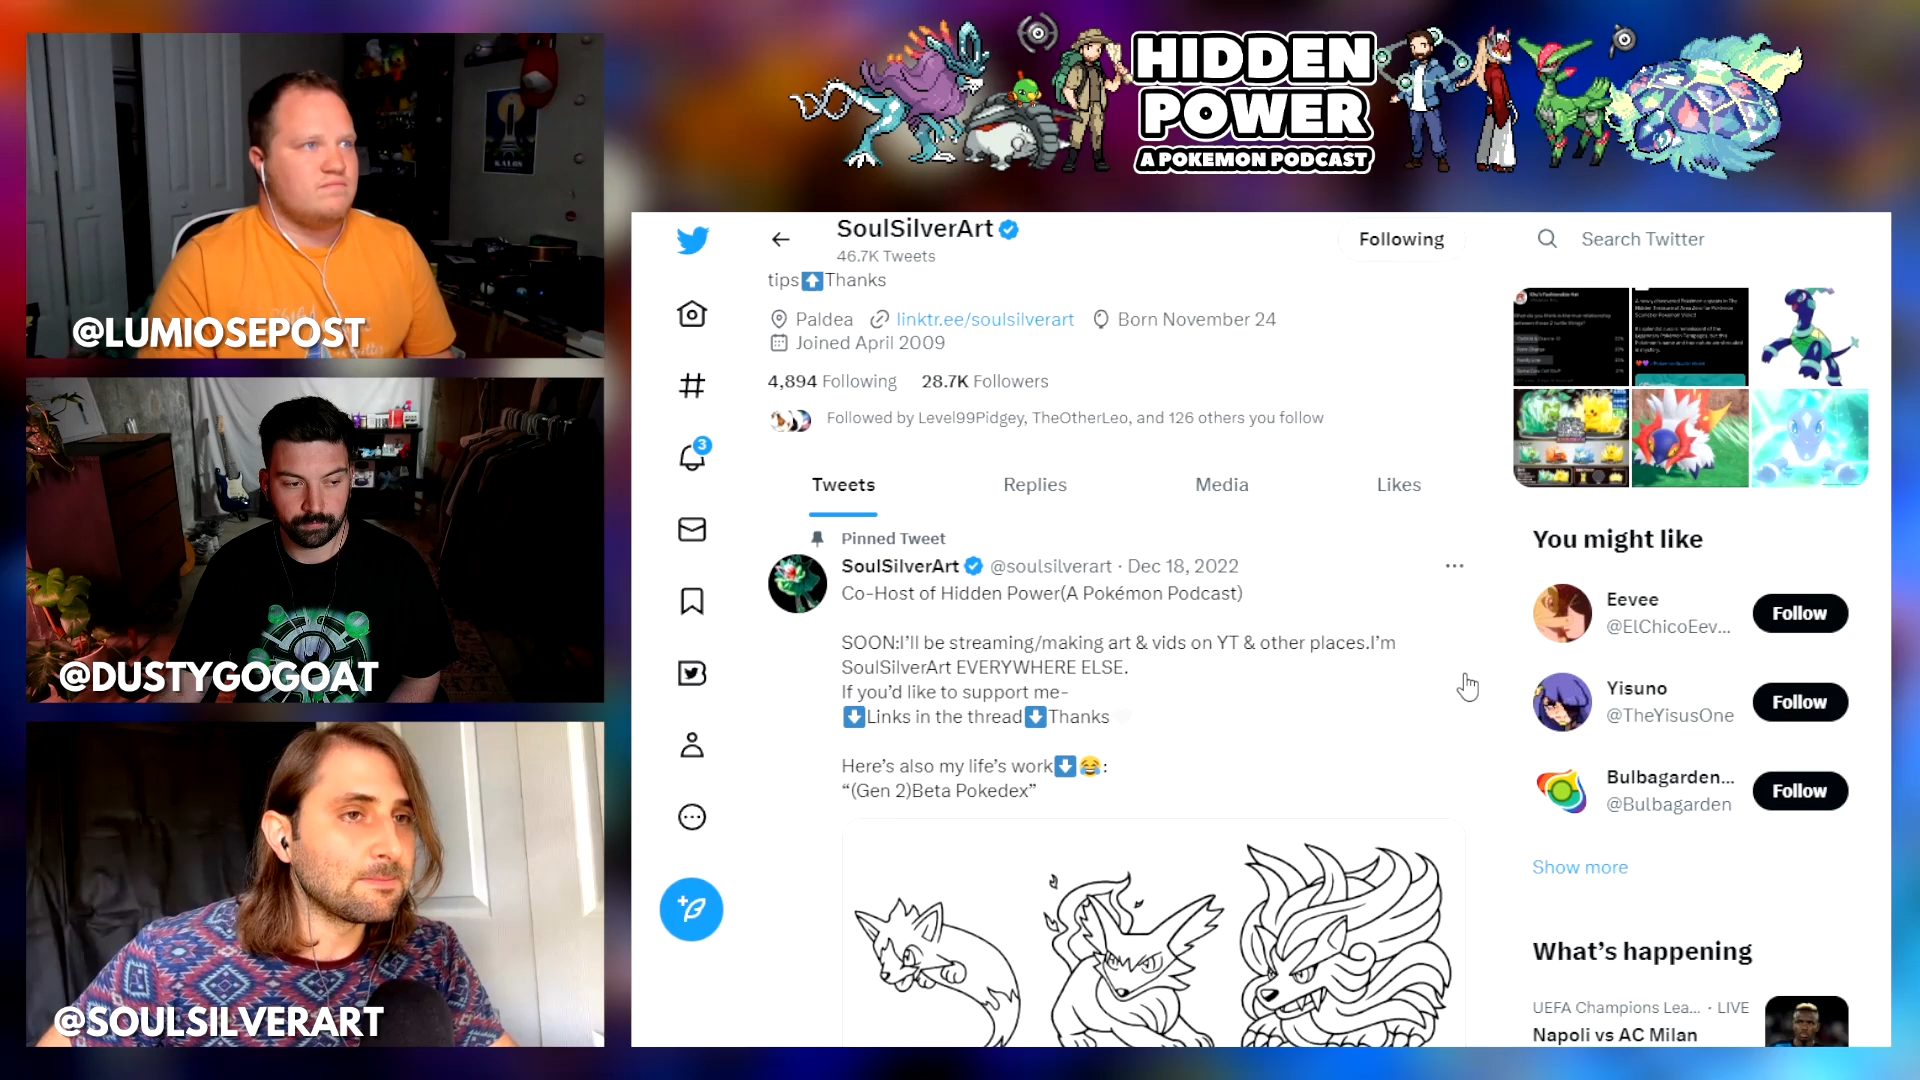 HIDDEN
POWER
A POKEMON PODCAST
KALOS
@LUMIOSEPOST
@DUSTYGOGOAT
@SOULSILVERART
SoulSilverArt
46.7K Tweets
Following
Search Twitter
tips⬆️Thanks
Paldea linktr.ee/soulsilverart Born November 24
Joined April 2009
4,894 Following 28.7K Followers
Followed by Level99Pidgey, TheOtherLeo, and 126 others you follow
Tweets Replies Media Likes
3
Pinned Tweet
SoulSilverArt @soulsilverart · Dec 18, 2022
Co-Host of Hidden Power(A Pokémon Podcast)
SOON:I’ll be streaming/making art & vids on YT & other places.I’m
SoulSilverArt EVERYWHERE ELSE.
If you’d like to support me-
⬇️Links in the thread⬇️Thanks🤍
Here’s also my life’s work⬇️😂:
“(Gen 2)Beta Pokedex”
You might like
Eevee
@ElChicoEev...
Follow
Yisuno
@TheYisusOne
Follow
Bulbagarden...
@Bulbagarden
Follow
Show more
What’s happening
UEFA Champions Lea... · LIVE
Napoli vs AC Milan